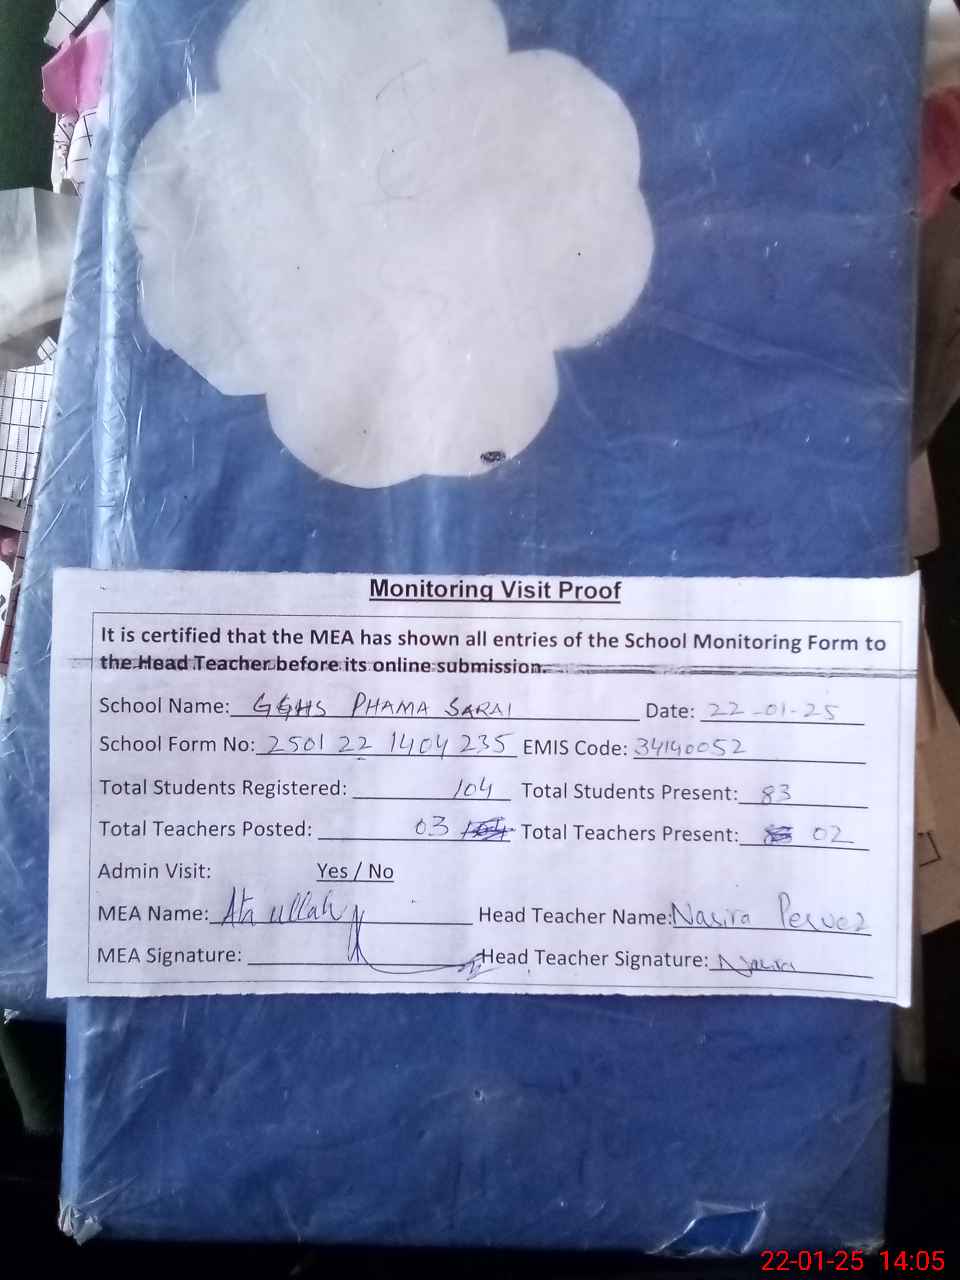 Monitoring Visit Proof
It is certified that the MEA has shown all entries of the School Monitoring Form to
the Head Teacher before its online submission.
School Name: GGHS PHAMA SARAI Date: 22-01-25
School Form No: 2501 22 1404 235 EMIS Code: 34140052
Total Students Registered: 104 Total Students Present: 83
Total Teachers Posted: 03 Total Teachers Present: 02
Admin Visit: Yes / No
MEA Name: Ata ullah Head Teacher Name: Nasira Pervez
MEA Signature: Head Teacher Signature: Nasira
22-01-25 14:05